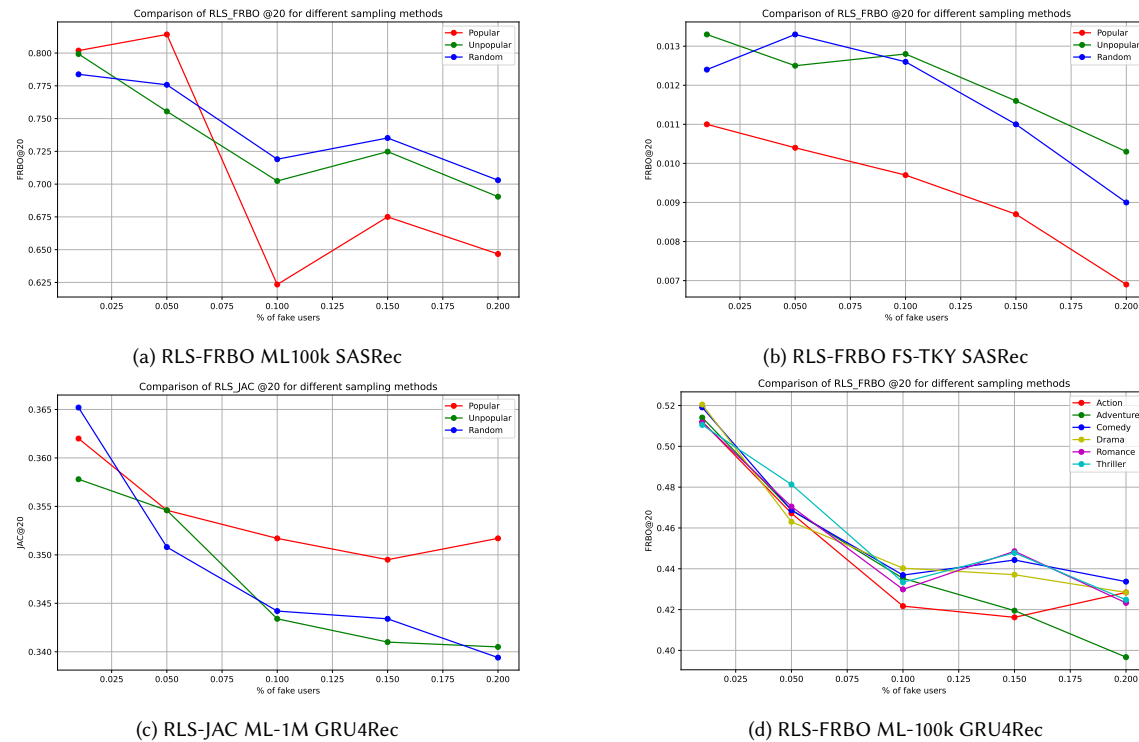 Comparison of RLS_FRBO @20 for different sampling methods
Popular
Unpopular
Random
FRBO@20
0.800
0.775
0.750
0.725
0.700
0.675
0.650
0.625
0.025 0.050 0.075 0.100 0.125 0.150 0.175 0.200
% of fake users
(a) RLS-FRBO ML100k SASRec
Comparison of RLS_FRBO @20 for different sampling methods
Popular
Unpopular
Random
FRBO@20
0.013
0.012
0.011
0.010
0.009
0.008
0.007
0.025 0.050 0.075 0.100 0.125 0.150 0.175 0.200
% of fake users
(b) RLS-FRBO FS-TKY SASRec
Comparison of RLS_JAC @20 for different sampling methods
Popular
Unpopular
Random
JAC@20
0.365
0.360
0.355
0.350
0.345
0.340
0.025 0.050 0.075 0.100 0.125 0.150 0.175 0.200
% of fake users
(c) RLS-JAC ML-1M GRU4Rec
Comparison of RLS_FRBO @20 for different sampling methods
Action
Adventure
Comedy
Drama
Romance
Thriller
FRBO@20
0.52
0.50
0.48
0.46
0.44
0.42
0.40
0.025 0.050 0.075 0.100 0.125 0.150 0.175 0.200
% of fake users
(d) RLS-FRBO ML-100k GRU4Rec